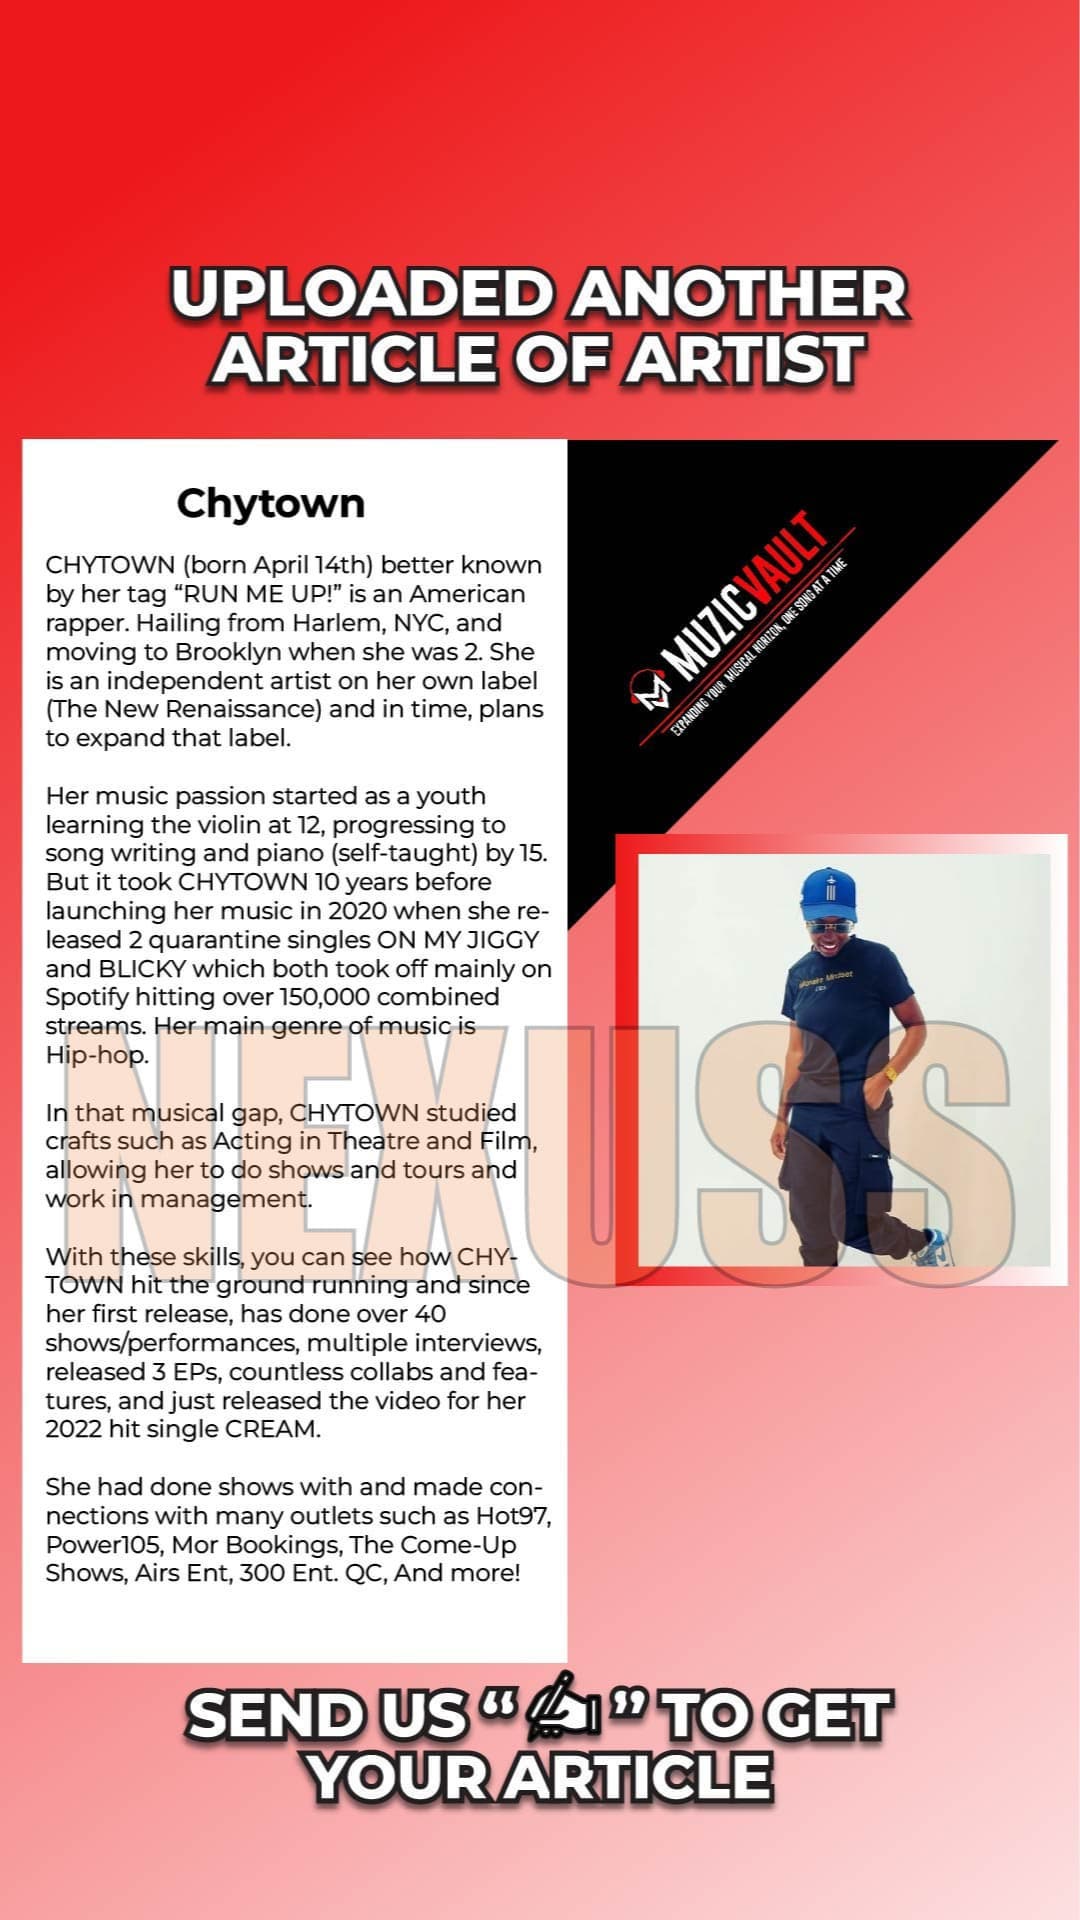 UPLOADED ANOTHER
ARTICLE OF ARTIST
Chytown
CHYTOWN (born April 14th) better known
by her tag “RUN ME UP!” is an American
rapper. Hailing from Harlem, NYC, and
moving to Brooklyn when she was 2. She
is an independent artist on her own label
(The New Renaissance) and in time, plans
to expand that label.
Her music passion started as a youth
learning the violin at 12, progressing to
song writing and piano (self-taught) by 15.
But it took CHYTOWN 10 years before
launching her music in 2020 when she re-
leased 2 quarantine singles ON MY JIGGY
and BLICKY which both took off mainly on
Spotify hitting over 150,000 combined
streams. Her main genre of music is
Hip-hop.
In that musical gap, CHYTOWN studied
crafts such as Acting in Theatre and Film,
allowing her to do shows and tours and
work in management.
With these skills, you can see how CHY-
TOWN hit the ground running and since
her first release, has done over 40
shows/performances, multiple interviews,
released 3 EPs, countless collabs and fea-
tures, and just released the video for her
2022 hit single CREAM.
She had done shows with and made con-
nections with many outlets such as Hot97,
Power105, Mor Bookings, The Come-Up
Shows, Airs Ent, 300 Ent. QC, And more!
MUZICVAULT
EXPANDING YOUR MUSICAL HORIZON, ONE SONG AT A TIME
Mindset
NEXUSS
SEND US “✍” TO GET
YOUR ARTICLE